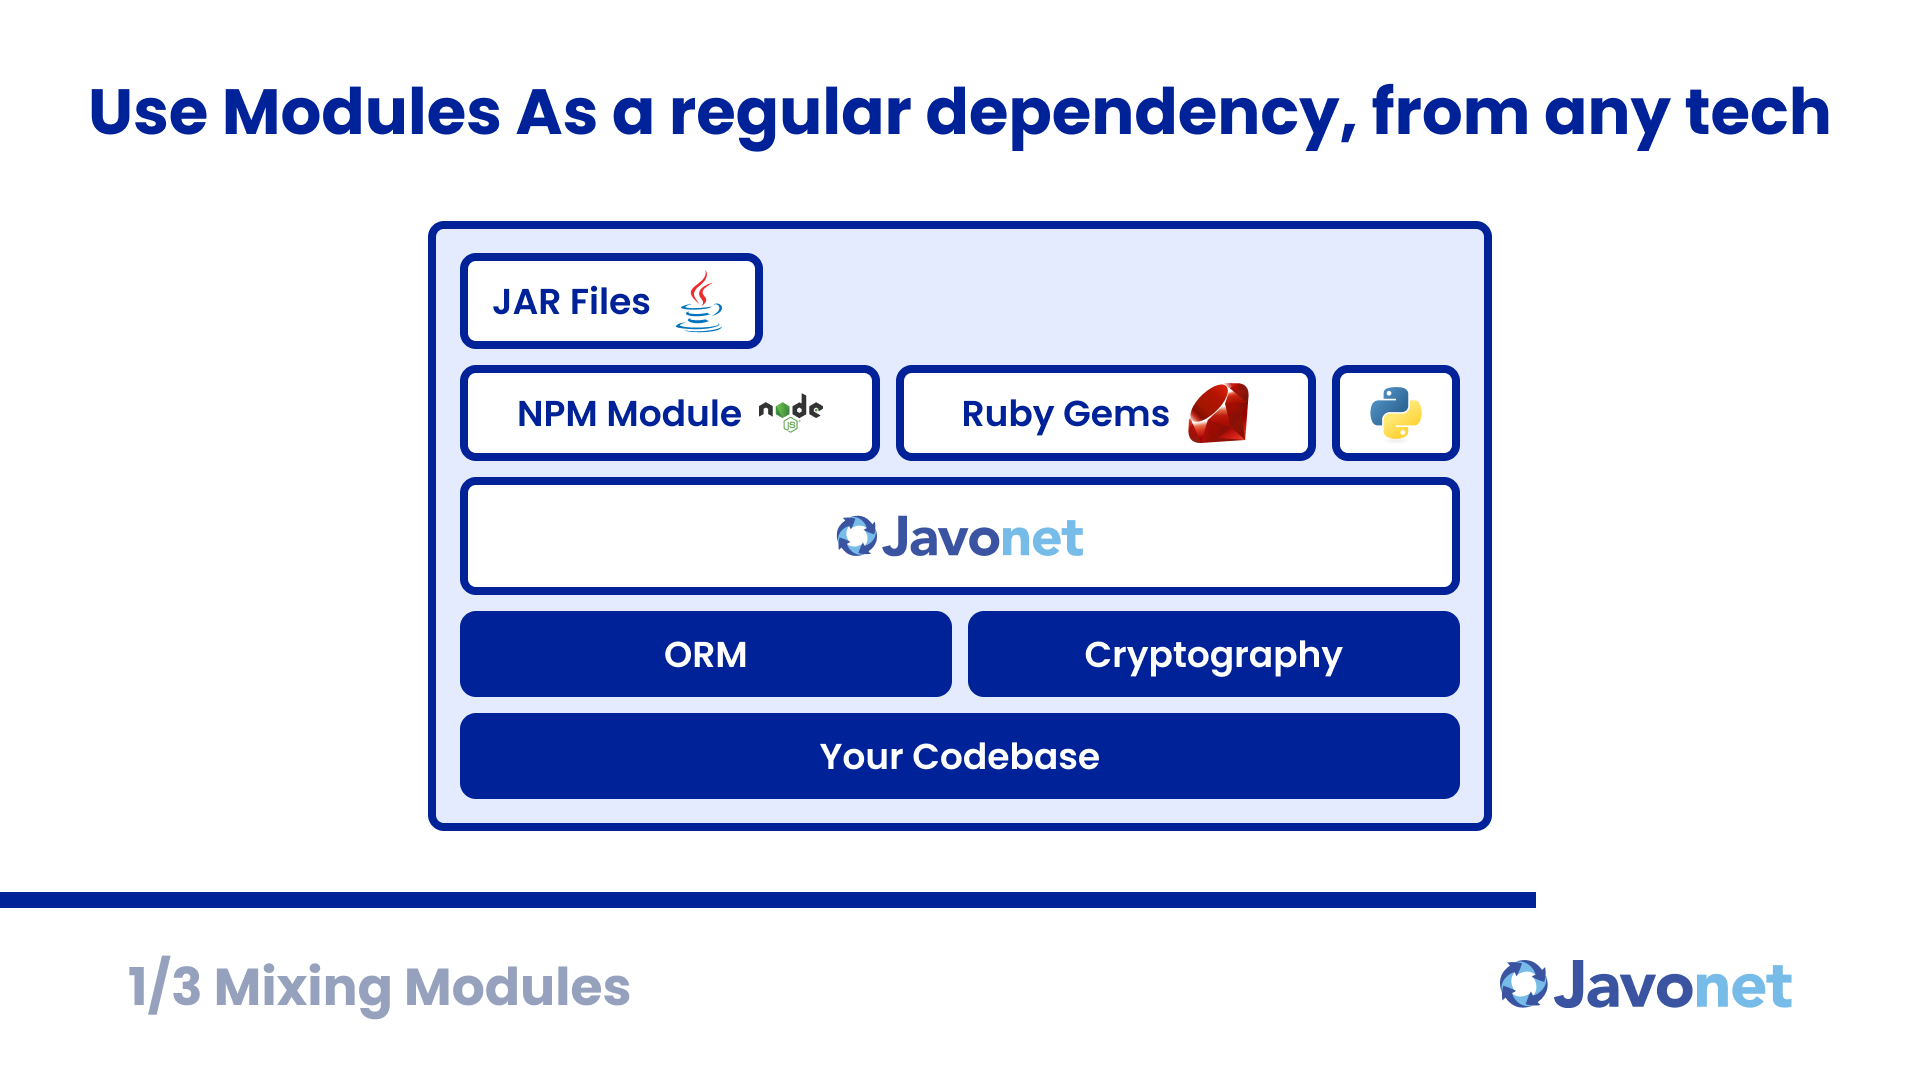 Use Modules As a regular dependency, from any tech
JAR Files
NPM Module node JS
Ruby Gems
Javonet
ORM
Cryptography
Your Codebase
1/3 Mixing Modules
Javonet